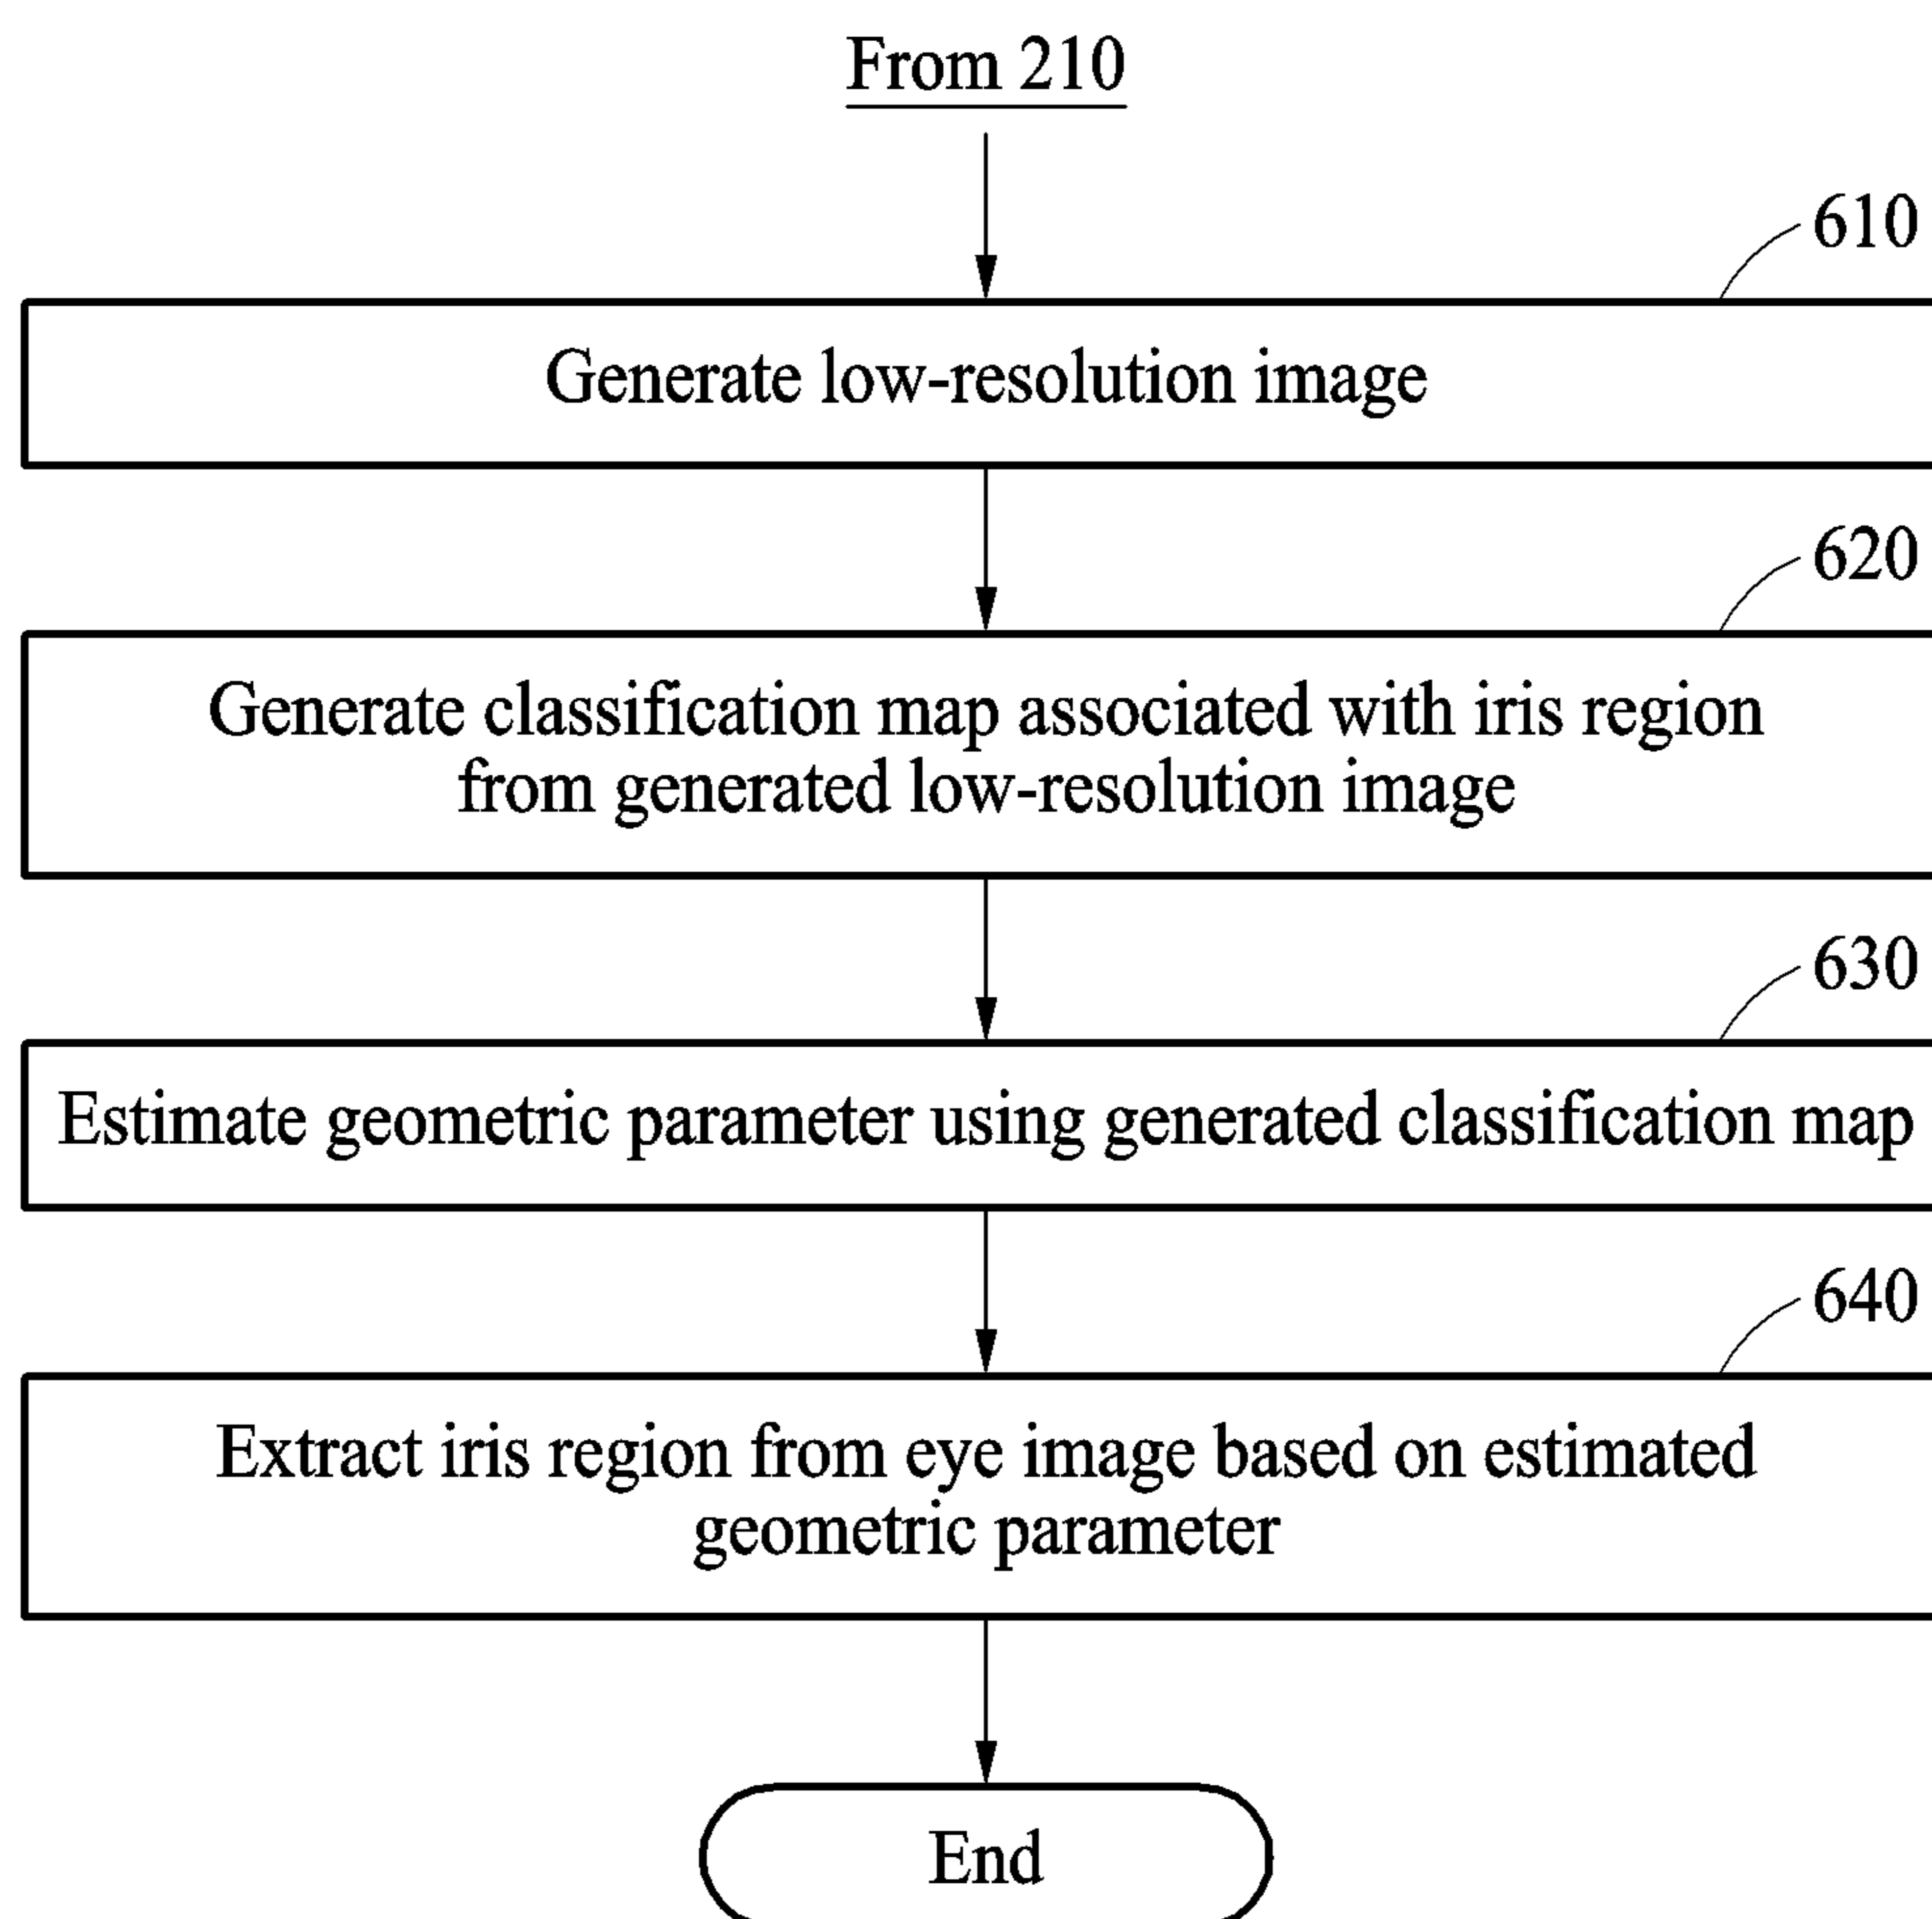 From 210
610
Generate low-resolution image
620
Generate classification map associated with iris region
from generated low-resolution image
630
Estimate geometric parameter using generated classification map
640
Extract iris region from eye image based on estimated
geometric parameter
End